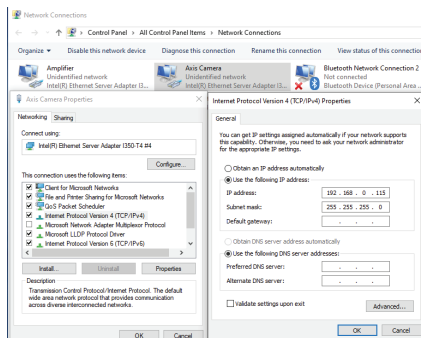 Network Connections
Control Panel > All Control Panel Items > Network Connections
Organize Disable this network device Diagnose this connection Rename this connection View status of this connection
Amplifier
Unidentified network
Intel(R) Ethernet Server Adapter I3...
Axis Camera
Unidentified network
Intel(R) Ethernet Server Adapter I3...
Bluetooth Network Connection 2
Not connected
Bluetooth Device (Personal Area ...
Axis Camera Properties
Networking Sharing
Connect using:
Intel(R) Ethernet Server Adapter I350-T4 #4
Configure...
This connection uses the following items:
Client for Microsoft Networks
File and Printer Sharing for Microsoft Networks
QoS Packet Scheduler
Internet Protocol Version 4 (TCP/IPv4)
Microsoft Network Adapter Multiplexor Protocol
Microsoft LLDP Protocol Driver
Internet Protocol Version 6 (TCP/IPv6)
Install... Uninstall Properties
Description
Transmission Control Protocol/Internet Protocol. The default
wide area network protocol that provides communication
across diverse interconnected networks.
OK Cancel
Internet Protocol Version 4 (TCP/IPv4) Properties
General
You can get IP settings assigned automatically if your network supports
this capability. Otherwise, you need to ask your network administrator
for the appropriate IP settings.
Obtain an IP address automatically
Use the following IP address:
IP address: 192 . 168 . 0 . 115
Subnet mask: 255 . 255 . 255 . 0
Default gateway: . . .
Obtain DNS server address automatically
Use the following DNS server addresses:
Preferred DNS server: . . .
Alternate DNS server: . . .
Validate settings upon exit
Advanced...
OK Cancel